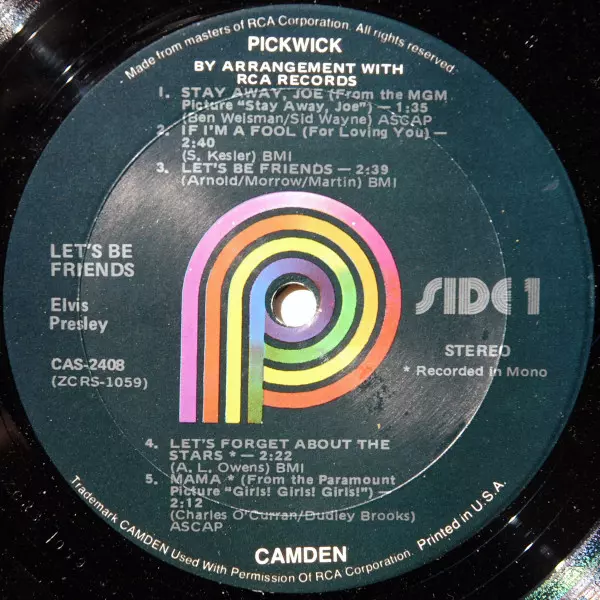 Made from masters of RCA Corporation. All rights reserved.
PICKWICK
BY ARRANGEMENT WITH
RCA RECORDS
1. STAY AWAY, JOE (From the MGM
Picture "Stay Away, Joe") — 1:35
(Ben Weisman/Sid Wayne) ASCAP
2. IF I'M A FOOL (For Loving You) —
2:40
(S. Kesler) BMI
3. LET'S BE FRIENDS — 2:39
(Arnold/Morrow/Martin) BMI
LET'S BE
FRIENDS
Elvis
Presley
CAS-2408
(ZCRS-1059)
SIDE 1
STEREO
* Recorded in Mono
4. LET'S FORGET ABOUT THE
STARS * — 2:22
(A. L. Owens) BMI
5. MAMA * (From the Paramount
Picture "Girls! Girls! Girls!") —
2:12
(Charles O'Curran/Dudley Brooks)
ASCAP
CAMDEN
Trademark CAMDEN Used With Permission Of RCA Corporation. Printed in U.S.A.